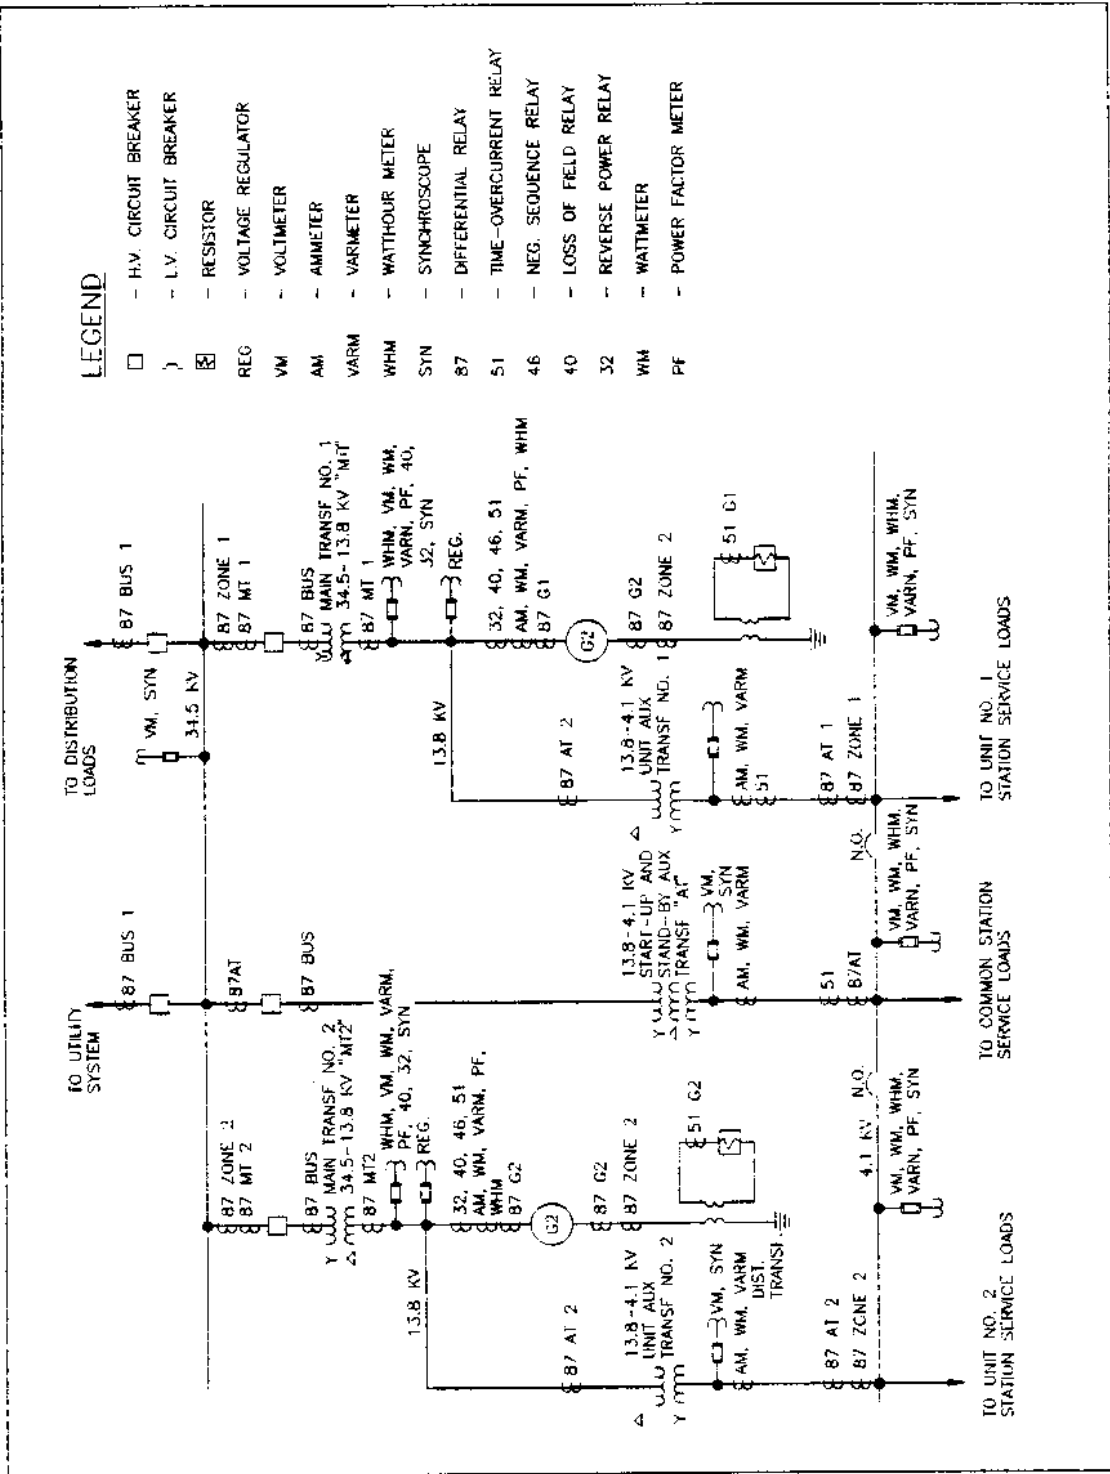 TO UTILITY
SYSTEM
87 BUS 1
TO DISTRIBUTION
LOADS
87 BUS 1
VM, SYN
34.5 KV
87 ZONE 2
87 MT 2
87AT
87 ZONE 1
87 MT 1
87 BUS
87 BUS
87 BUS
Y
MAIN TRANSF NO. 2
34.5-13.8 KV "MT2"
87 MT2
WHM, VM, WM, VARM,
PF, 40, 32, SYN
REG.
13.8 KV
32, 40, 46, 51
AM, WM, VARM, PF,
WHM
87 G2
G2
87 G2
87 ZONE 2
51 G2
DIST.
TRANSF.
Y
MAIN TRANSF NO. 1
34.5-13.8 KV "MT"
87 MT 1
WHM, VM, WM,
VARN, PF, 40,
32, SYN
REG.
13.8 KV
32, 40, 46, 51
AM, WM, VARM, PF, WHM
87 G1
G2
87 G2
87 ZONE 2
51 G1
87 AT 2
13.8-4.1 KV
UNIT AUX
TRANSF NO. 2
Δ
Y
VM, SYN
AM, WM, VARM
87 AT 2
87 ZONE 2
13.8-4.1 KV
START-UP AND
STAND-BY AUX
TRANSF "AT"
Y
Δ
Y
VM,
SYN
AM, WM, VARM
51
87AT
87 AT 2
13.8-4.1 KV
UNIT AUX
TRANSF NO. 1
Δ
Y
AM, WM, VARM
51
87 AT 1
87 ZONE 1
4.1 KV
N.O.
N.O.
VM, WM, WHM,
VARN, PF, SYN
VM, WM, WHM,
VARN, PF, SYN
VM, WM, WHM,
VARN, PF, SYN
TO UNIT NO. 2
STATION SERVICE LOADS
TO COMMON STATION
SERVICE LOADS
TO UNIT NO. 1
STATION SERVICE LOADS
LEGEND
- H.V. CIRCUIT BREAKER
- L.V. CIRCUIT BREAKER
- RESISTOR
REG - VOLTAGE REGULATOR
VM - VOLTMETER
AM - AMMETER
VARM - VARMETER
WHM - WATTHOUR METER
SYN - SYNCHROSCOPE
87 - DIFFERENTIAL RELAY
51 - TIME-OVERCURRENT RELAY
46 - NEG. SEQUENCE RELAY
40 - LOSS OF FIELD RELAY
32 - REVERSE POWER RELAY
WM - WATTMETER
PF - POWER FACTOR METER